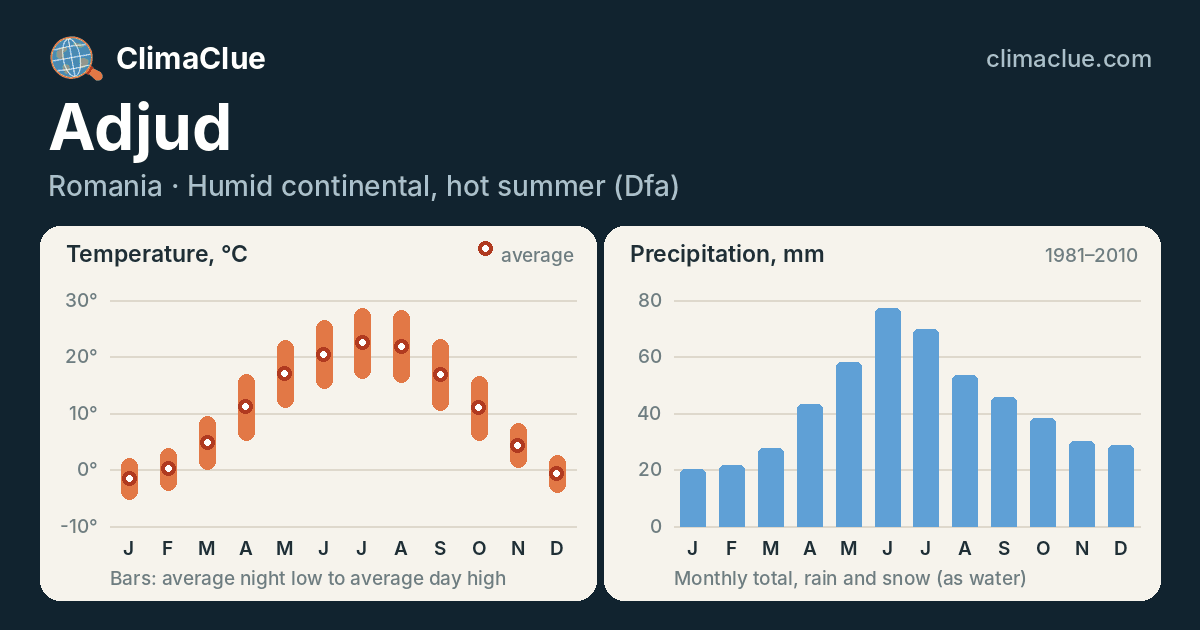 ClimaClue
climaclue.com
Adjud
Romania · Humid continental, hot summer (Dfa)
Temperature, °C
average
30°
20°
10°
0°
-10°
J F M A M J J A S O N D
Bars: average night low to average day high
Precipitation, mm
1981–2010
80
60
40
20
0
J F M A M J J A S O N D
Monthly total, rain and snow (as water)